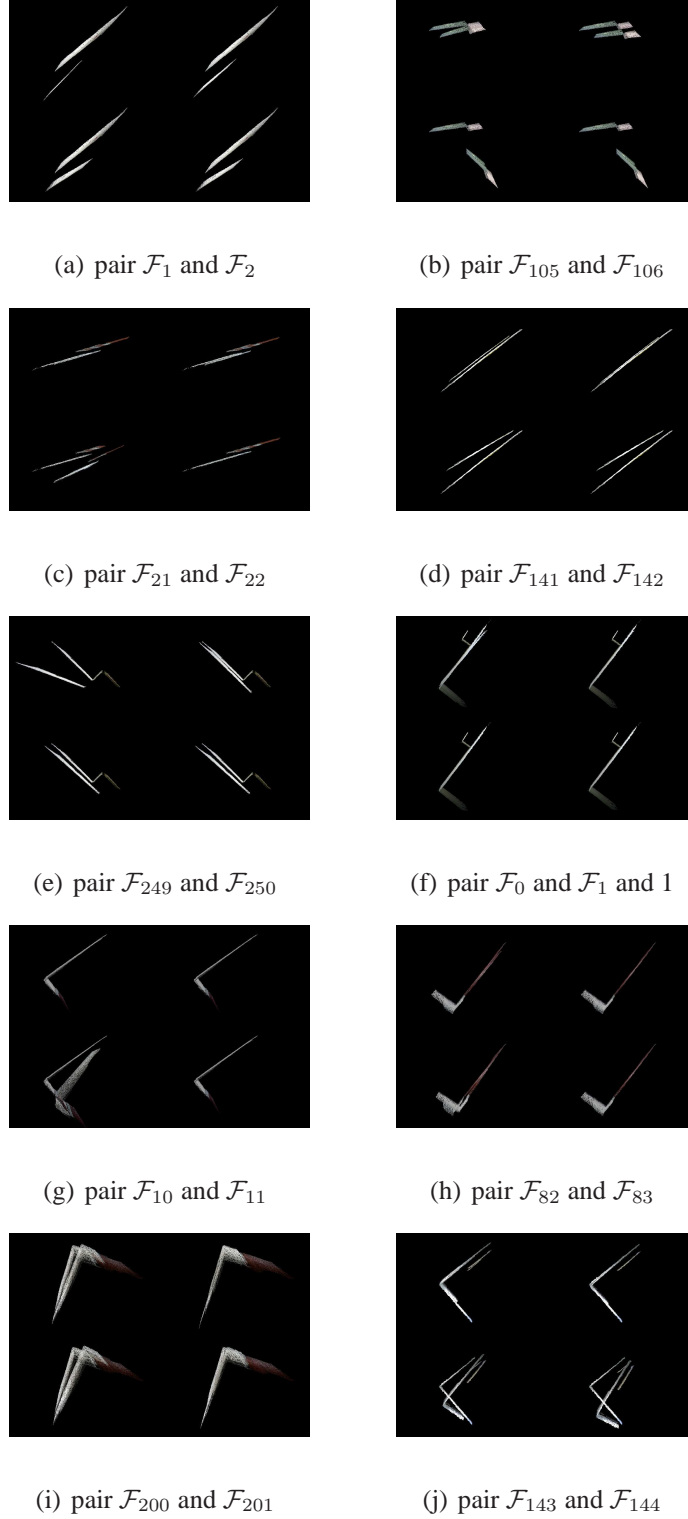 (a) pair F1 and F2
(b) pair F105 and F106
(c) pair F21 and F22
(d) pair F141 and F142
(e) pair F249 and F250
(f) pair F0 and F1 and 1
(g) pair F10 and F11
(h) pair F82 and F83
(i) pair F200 and F201
(j) pair F143 and F144